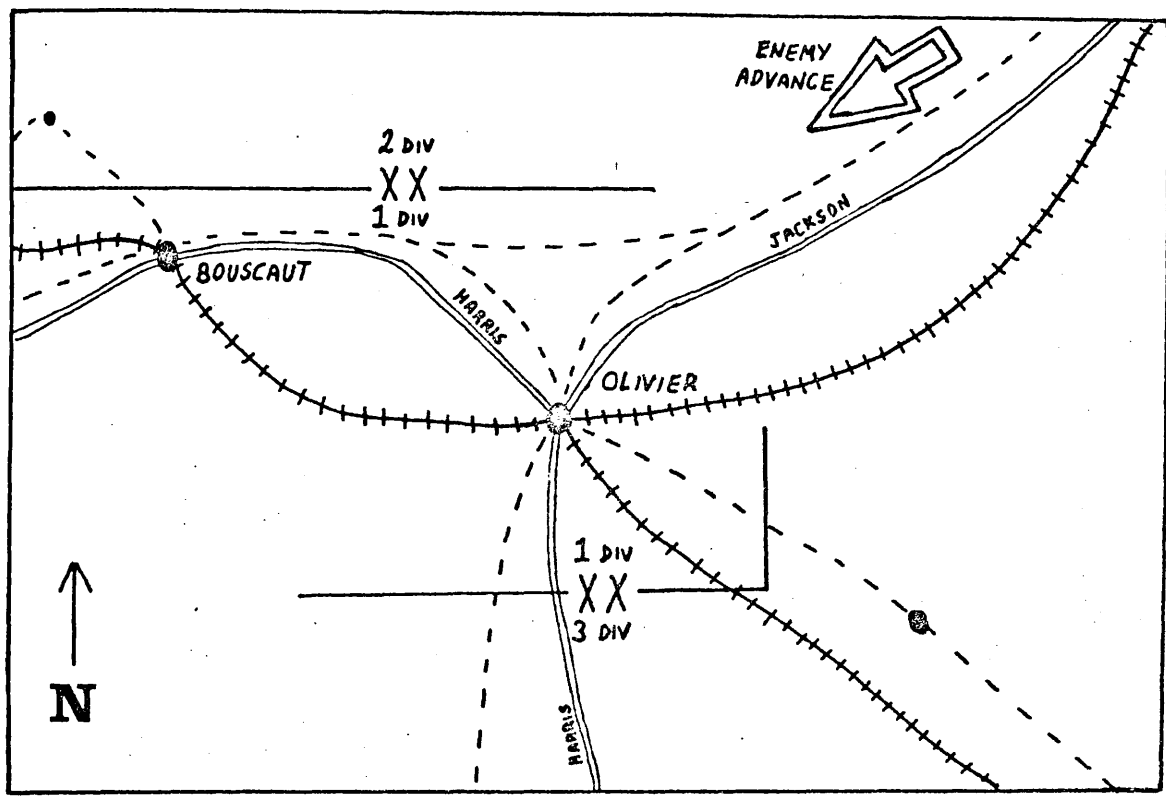 ENEMY
ADVANCE
2 DIV
XX
1 DIV
JACKSON
BOUSCAUT
HARRIS
OLIVIER
1 DIV
XX
3 DIV
N
HARRIS